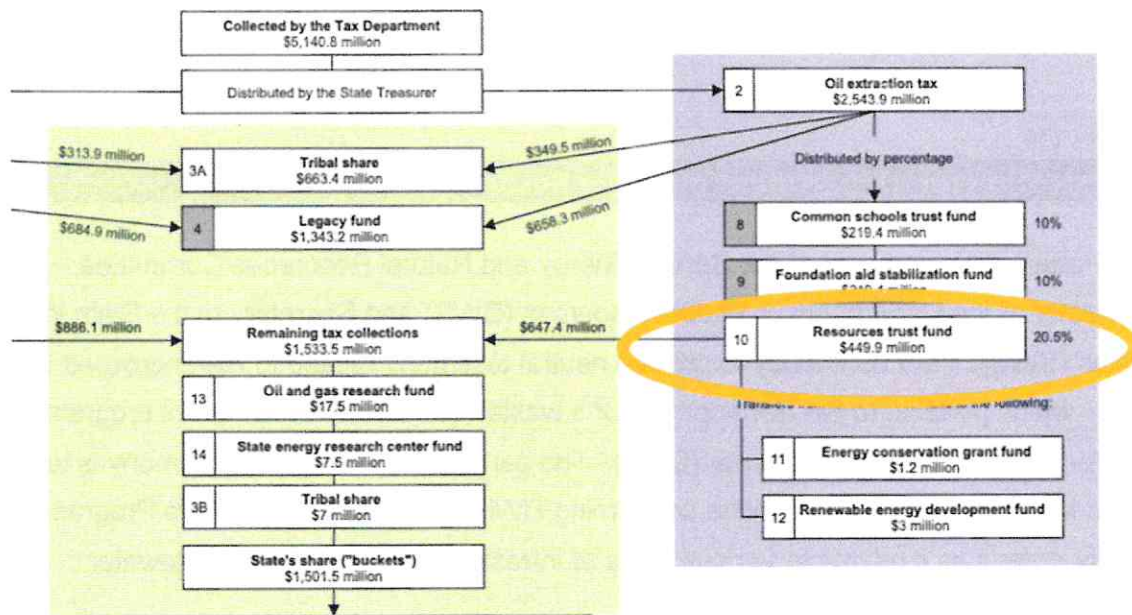 Collected by the Tax Department
$5,140.8 million
Distributed by the State Treasurer
2
Oil extraction tax
$2,543.9 million
$313.9 million
3A
Tribal share
$663.4 million
$349.5 million
Distributed by percentage
$684.9 million
4
Legacy fund
$1,343.2 million
$658.3 million
8
Common schools trust fund
$219.4 million
10%
9
Foundation aid stabilization fund
10%
$886.1 million
Remaining tax collections
$1,533.5 million
$647.4 million
10
Resources trust fund
$449.9 million
20.5%
13
Oil and gas research fund
$17.5 million
Transfers
the following:
14
State energy research center fund
$7.5 million
11
Energy conservation grant fund
$1.2 million
3B
Tribal share
$7 million
12
Renewable energy development fund
$3 million
State's share ("buckets")
$1,501.5 million